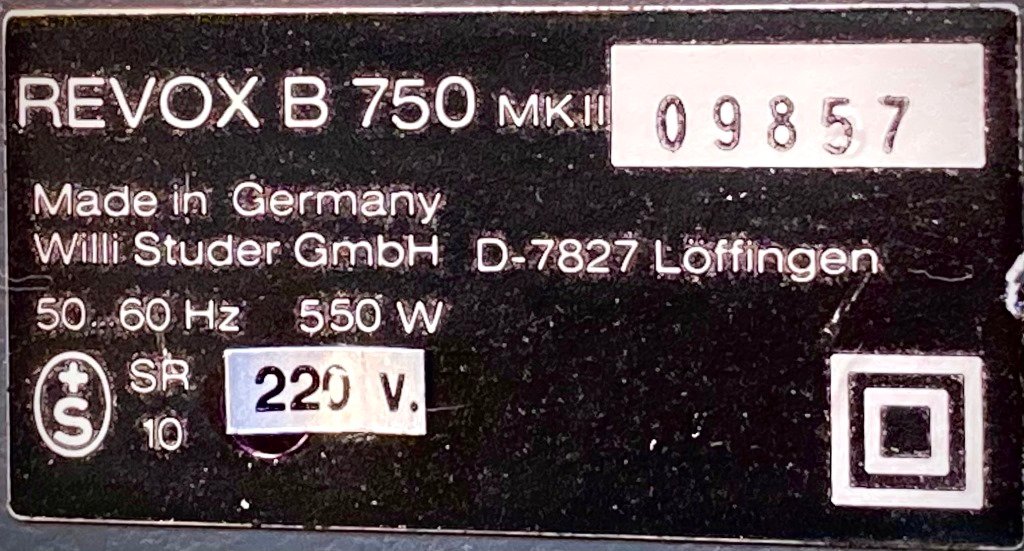 REVOX B 750 MKII 09857
Made in Germany
Willi Studer GmbH D-7827 Löffingen
50...60 Hz 550 W
+S SR 10 220 V.